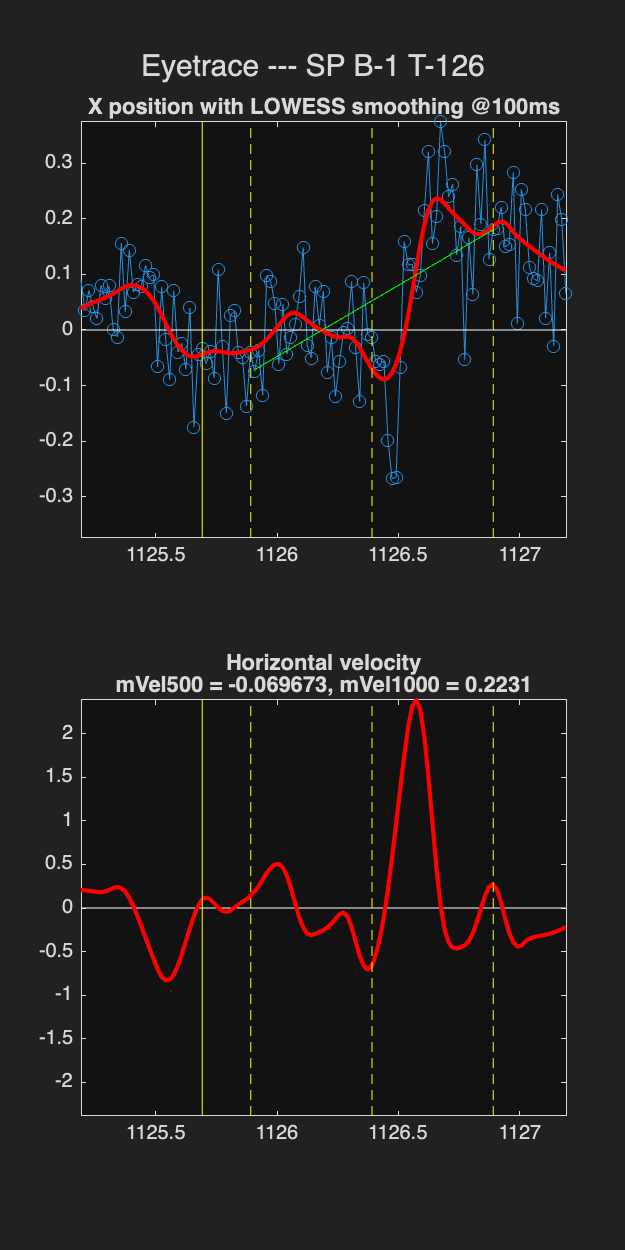 Eyetrace --- SP B-1 T-126
X position with LOWESS smoothing @100ms
0.3
0.2
0.1
0
-0.1
-0.2
-0.3
1125.5 1126 1126.5 1127
Horizontal velocity
mVel500 = -0.069673, mVel1000 = 0.2231
2
1.5
1
0.5
0
-0.5
-1
-1.5
-2
1125.5 1126 1126.5 1127